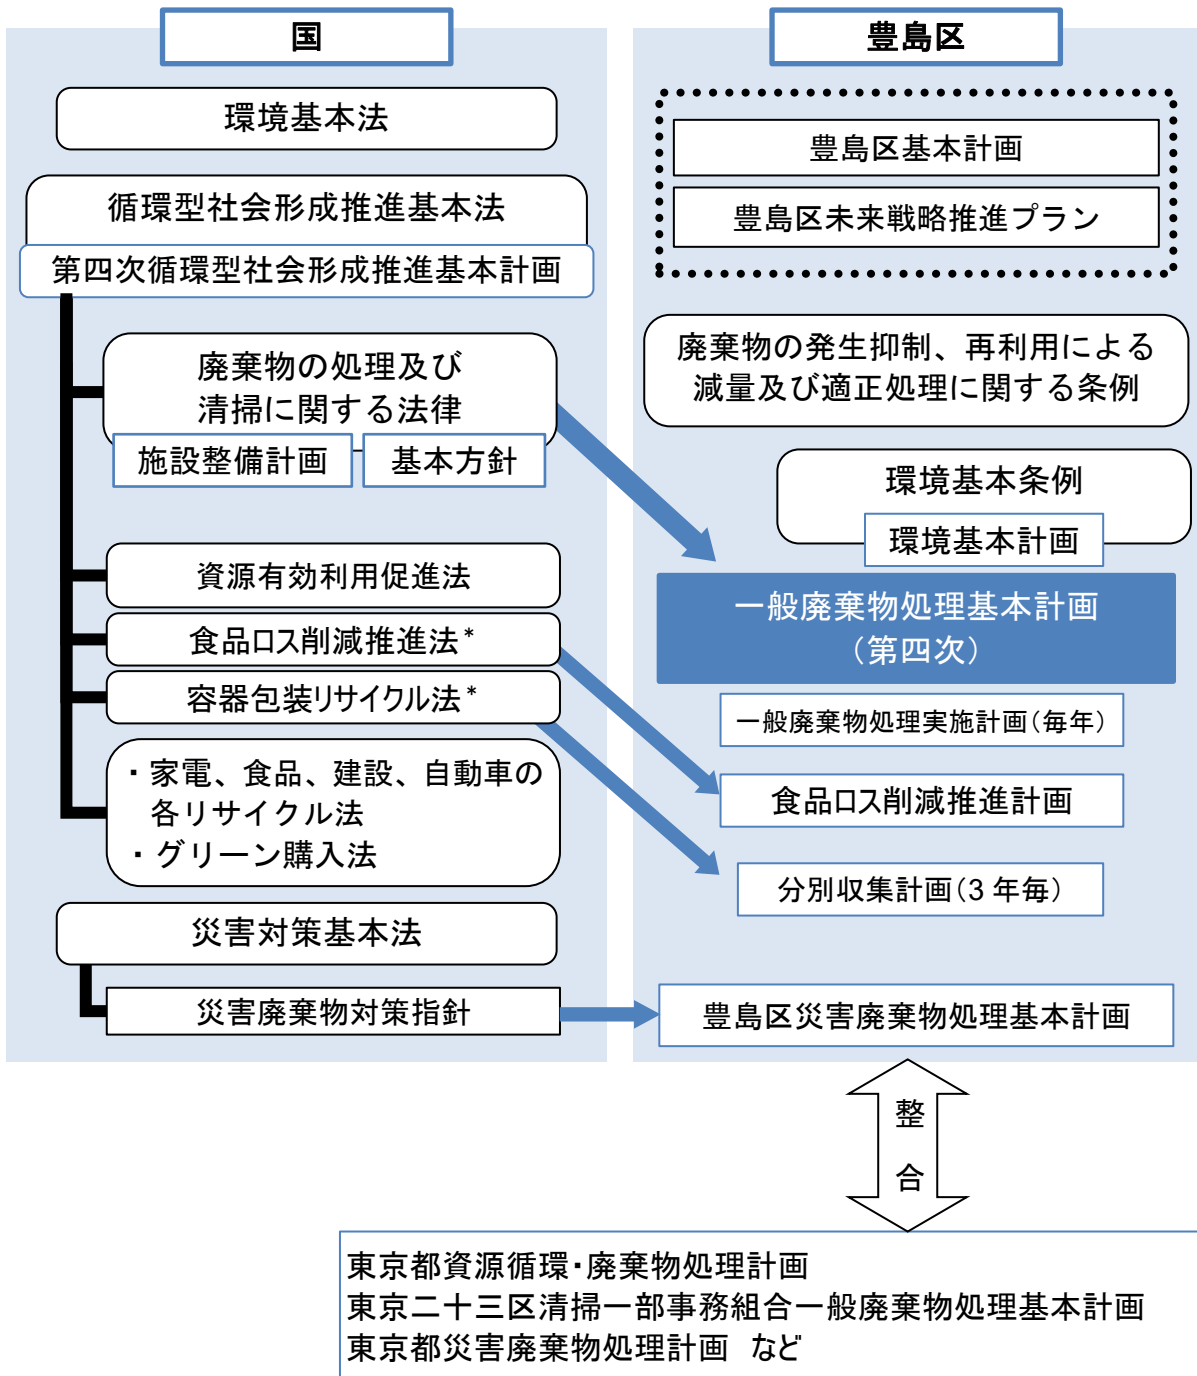 国
環境基本法
循環型社会形成推進基本法
第四次循環型社会形成推進基本計画
廃棄物の処理及び
清掃に関する法律
施設整備計画
基本方針
資源有効利用促進法
食品ロス削減推進法*
容器包装リサイクル法*
・家電、食品、建設、自動車の
各リサイクル法
・グリーン購入法
災害対策基本法
災害廃棄物対策指針
豊島区
豊島区基本計画
豊島区未来戦略推進プラン
廃棄物の発生抑制、再利用による
減量及び適正処理に関する条例
環境基本条例
環境基本計画
一般廃棄物処理基本計画
（第四次）
一般廃棄物処理実施計画（毎年）
食品ロス削減推進計画
分別収集計画（3 年毎）
豊島区災害廃棄物処理基本計画
整
合
東京都資源循環・廃棄物処理計画
東京二十三区清掃一部事務組合一般廃棄物処理基本計画
東京都災害廃棄物処理計画 など